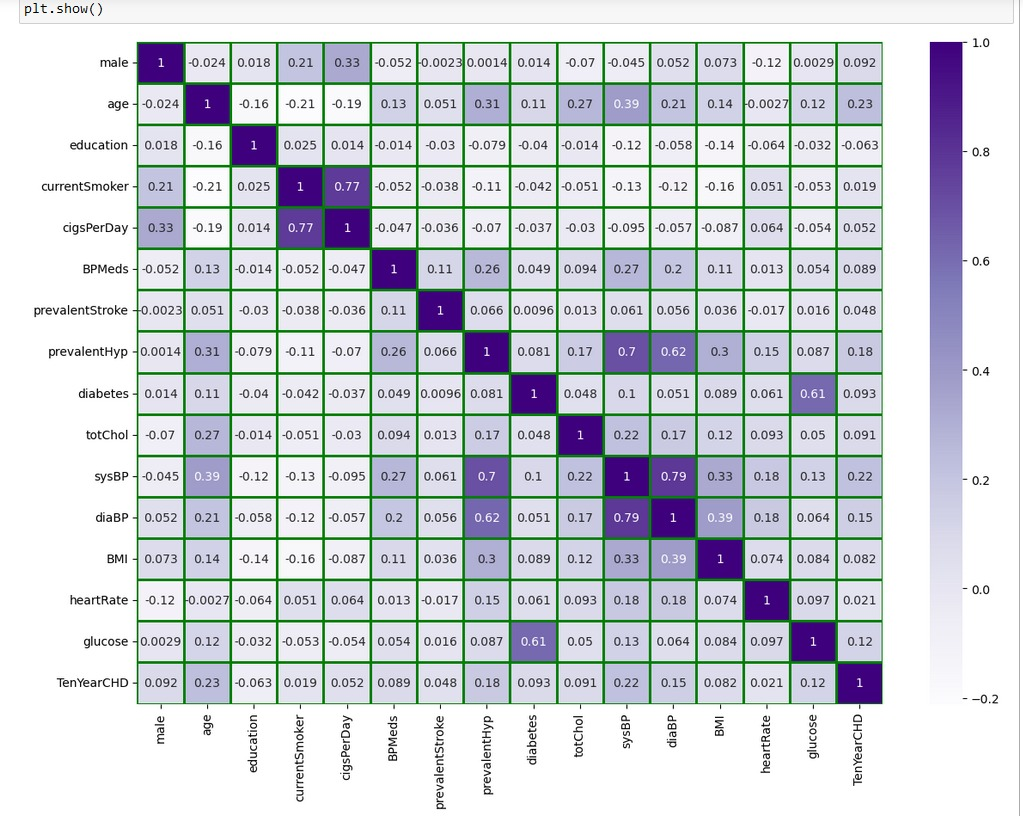 plt.show()
male 1 -0.024 0.018 0.21 0.33 -0.052 -0.0023 0.0014 0.014 -0.07 -0.045 0.052 0.073 -0.12 0.0029 0.092
age -0.024 1 -0.16 -0.21 -0.19 0.13 0.051 0.31 0.11 0.27 0.39 0.21 0.14 -0.0027 0.12 0.23
education 0.018 -0.16 1 0.025 0.014 -0.014 -0.03 -0.079 -0.04 -0.014 -0.12 -0.058 -0.14 -0.064 -0.032 -0.063
currentSmoker 0.21 -0.21 0.025 1 0.77 -0.052 -0.038 -0.11 -0.042 -0.051 -0.13 -0.12 -0.16 0.051 -0.053 0.019
cigsPerDay 0.33 -0.19 0.014 0.77 1 -0.047 -0.036 -0.07 -0.037 -0.03 -0.095 -0.057 -0.087 0.064 -0.054 0.052
BPMeds -0.052 0.13 -0.014 -0.052 -0.047 1 0.11 0.26 0.049 0.094 0.27 0.2 0.11 0.013 0.054 0.089
prevalentStroke -0.0023 0.051 -0.03 -0.038 -0.036 0.11 1 0.066 0.0096 0.013 0.061 0.056 0.036 -0.017 0.016 0.048
prevalentHyp 0.0014 0.31 -0.079 -0.11 -0.07 0.26 0.066 1 0.081 0.17 0.7 0.62 0.3 0.15 0.087 0.18
diabetes 0.014 0.11 -0.04 -0.042 -0.037 0.049 0.0096 0.081 1 0.048 0.1 0.051 0.089 0.061 0.61 0.093
totChol -0.07 0.27 -0.014 -0.051 -0.03 0.094 0.013 0.17 0.048 1 0.22 0.17 0.12 0.093 0.05 0.091
sysBP -0.045 0.39 -0.12 -0.13 -0.095 0.27 0.061 0.7 0.1 0.22 1 0.79 0.33 0.18 0.13 0.22
diaBP 0.052 0.21 -0.058 -0.12 -0.057 0.2 0.056 0.62 0.051 0.17 0.79 1 0.39 0.18 0.064 0.15
BMI 0.073 0.14 -0.14 -0.16 -0.087 0.11 0.036 0.3 0.089 0.12 0.33 0.39 1 0.074 0.084 0.082
heartRate -0.12 -0.0027 -0.064 0.051 0.064 0.013 -0.017 0.15 0.061 0.093 0.18 0.18 0.074 1 0.097 0.021
glucose 0.0029 0.12 -0.032 -0.053 -0.054 0.054 0.016 0.087 0.61 0.05 0.13 0.064 0.084 0.097 1 0.12
TenYearCHD 0.092 0.23 -0.063 0.019 0.052 0.089 0.048 0.18 0.093 0.091 0.22 0.15 0.082 0.021 0.12 1
male
age
education
currentSmoker
cigsPerDay
BPMeds
prevalentStroke
prevalentHyp
diabetes
totChol
sysBP
diaBP
BMI
heartRate
glucose
TenYearCHD
1.0
0.8
0.6
0.4
0.2
0.0
−0.2